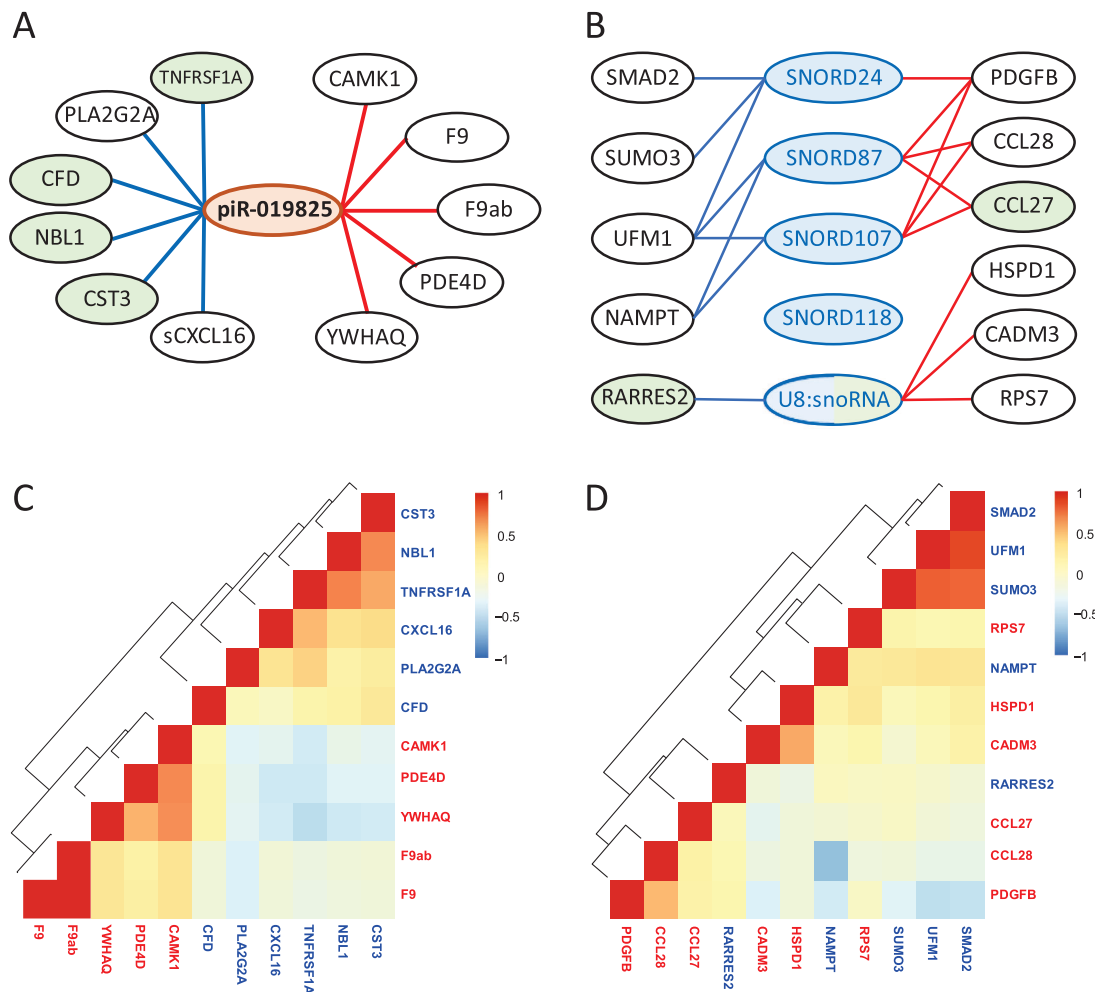 A
TNFRSF1A
PLA2G2A
CFD
NBL1
CST3
sCXCL16
piR-019825
CAMK1
F9
F9ab
PDE4D
YWHAQ
B
SMAD2
SUMO3
UFM1
NAMPT
RARRES2
SNORD24
SNORD87
SNORD107
SNORD118
U8:snoRNA
PDGFB
CCL28
CCL27
HSPD1
CADM3
RPS7
C
CST3
NBL1
TNFRSF1A
CXCL16
PLA2G2A
CFD
CAMK1
PDE4D
YWHAQ
F9ab
F9
1
0.5
0
−0.5
−1
F9
F9ab
YWHAQ
PDE4D
CAMK1
CFD
PLA2G2A
CXCL16
TNFRSF1A
NBL1
CST3
D
SMAD2
UFM1
SUMO3
RPS7
NAMPT
HSPD1
CADM3
RARRES2
CCL27
CCL28
PDGFB
1
0.5
0
−0.5
−1
PDGFB
CCL28
CCL27
RARRES2
CADM3
HSPD1
NAMPT
RPS7
SUMO3
UFM1
SMAD2